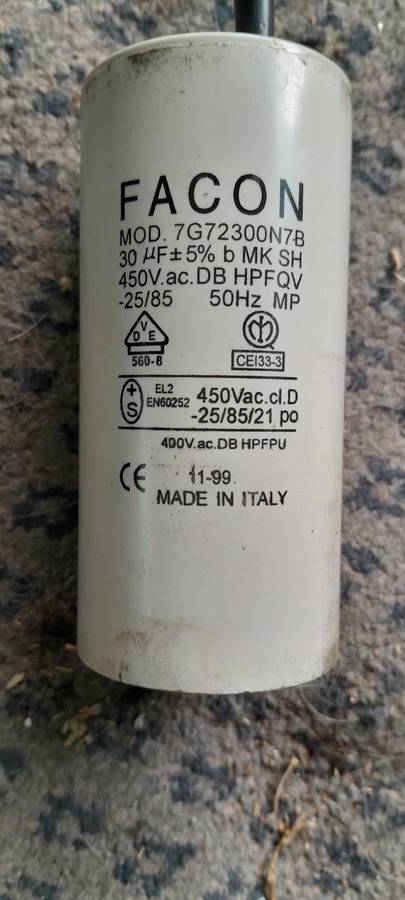 FACON
MOD. 7G72300N7B
30 µF±5% b MK SH
450V.ac.DB HPFQV
-25/85 50Hz MP
D V E
560-8
CEI33-3
+
S
EL2
EN60252
450Vac.cl.D
-25/85/21 po
400V.ac.DB HPFPU
CE 11-99.
MADE IN ITALY